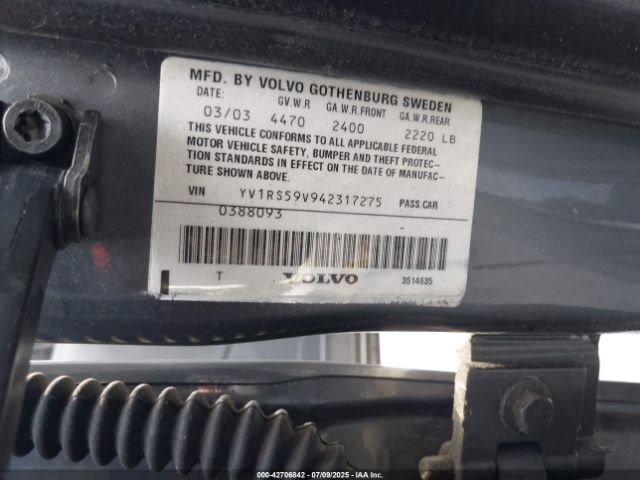 MFD. BY VOLVO GOTHENBURG SWEDEN
DATE: GV.W.R GA.W.R.FRONT GA.W.R.REAR
03/03 4470 2400 2220 LB
THIS VEHICLE CONFORMS TO ALL APPLICABLE FEDERAL
MOTOR VEHICLE SAFETY, BUMPER AND THEFT PROTEC-
TION STANDARDS IN EFFECT ON THE DATE OF MANUFAC-
TURE SHOWN ABOVE.
VIN YV1RS59V942317275 PASS.CAR
0388093
T VOLVO 3514635
000-42706842 - 07/09/2025 - IAAI